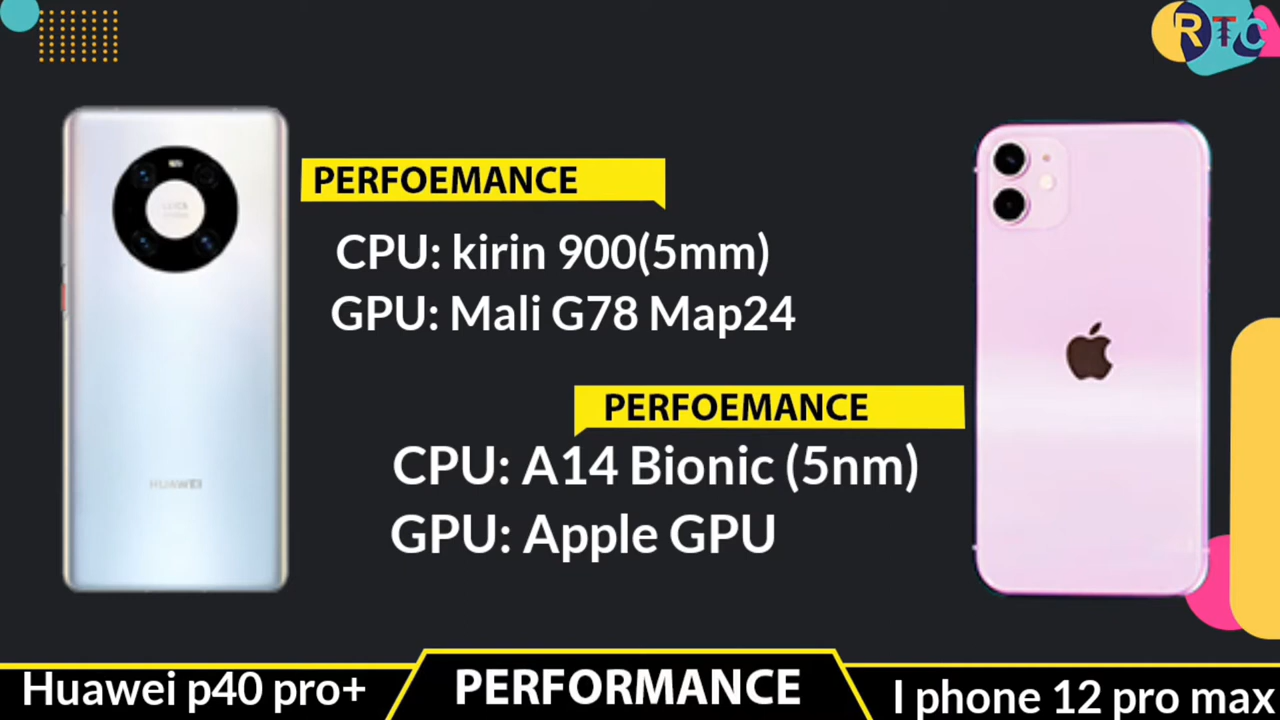 RTC
PERFOEMANCE
CPU: kirin 900(5mm)
GPU: Mali G78 Map24
PERFOEMANCE
CPU: A14 Bionic (5nm)
GPU: Apple GPU
HUAWEI
Huawei p40 pro+
PERFORMANCE
I phone 12 pro max